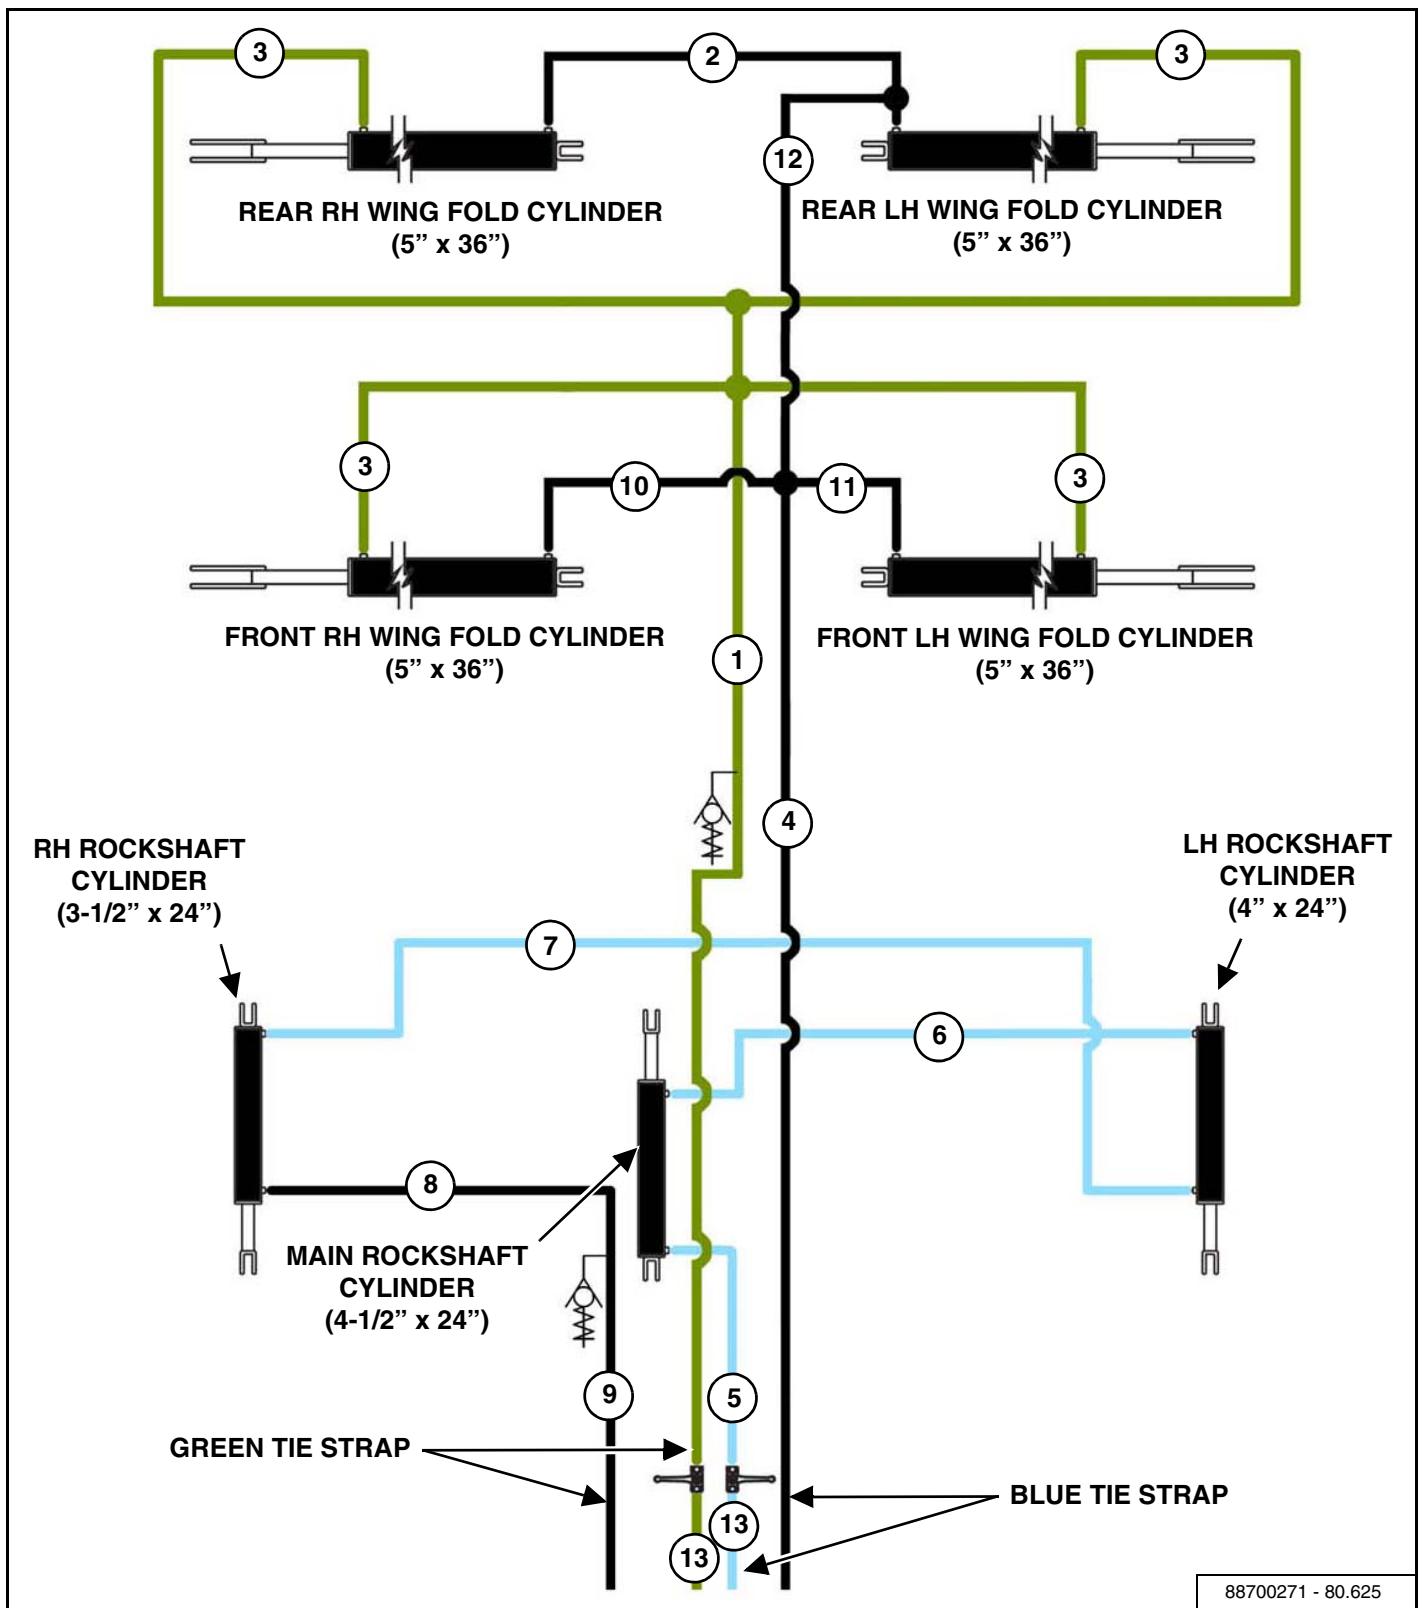 3
2
3
12
REAR RH WING FOLD CYLINDER
(5” x 36”)
REAR LH WING FOLD CYLINDER
(5” x 36”)
3
10
11
3
FRONT RH WING FOLD CYLINDER
(5” x 36”)
1
FRONT LH WING FOLD CYLINDER
(5” x 36”)
4
RH ROCKSHAFT
CYLINDER
(3-1/2” x 24”)
LH ROCKSHAFT
CYLINDER
(4” x 24”)
7
6
8
MAIN ROCKSHAFT
CYLINDER
(4-1/2” x 24”)
9
5
GREEN TIE STRAP
BLUE TIE STRAP
13
13
88700271 - 80.625